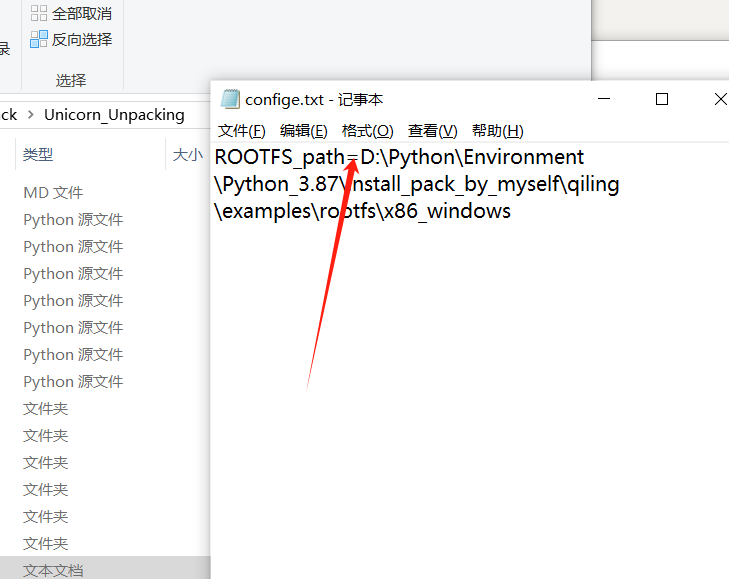 全部取消
反向选择
录
选择
ck > Unicorn_Unpacking
类型
大小
MD 文件
Python 源文件
Python 源文件
Python 源文件
Python 源文件
Python 源文件
Python 源文件
Python 源文件
文件夹
文件夹
文件夹
文件夹
文件夹
文件夹
文本文档
confige.txt - 记事本
文件(F) 编辑(E) 格式(O) 查看(V) 帮助(H)
ROOTFS_path=D:\Python\Environment
\Python_3.87\install_pack_by_myself\qiling
\examples\rootfs\x86_windows